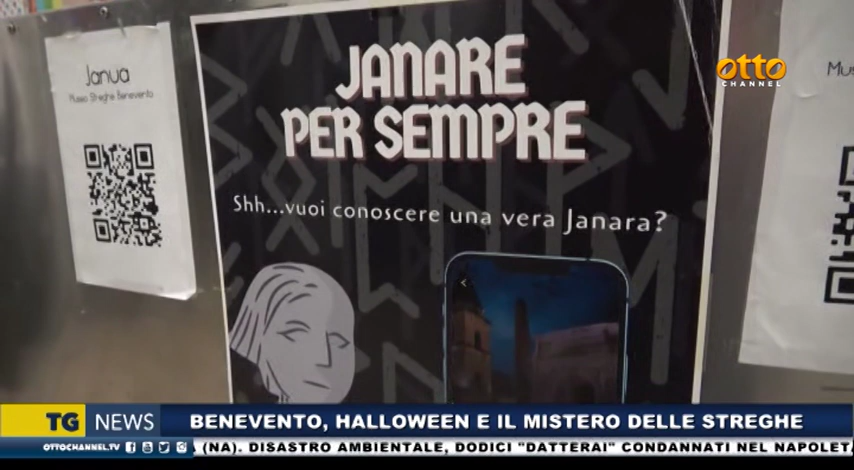 Janua
Museo Streghe Benevento
JANARE
PER SEMPRE
Shh...vuoi conoscere una vera Janara?
otto
CHANNEL
TG NEWS
BENEVENTO, HALLOWEEN E IL MISTERO DELLE STREGHE
OTTOCHANNEL.TV
(NA). DISASTRO AMBIENTALE, DODICI "DATTERAI" CONDANNATI NEL NAPOLETA